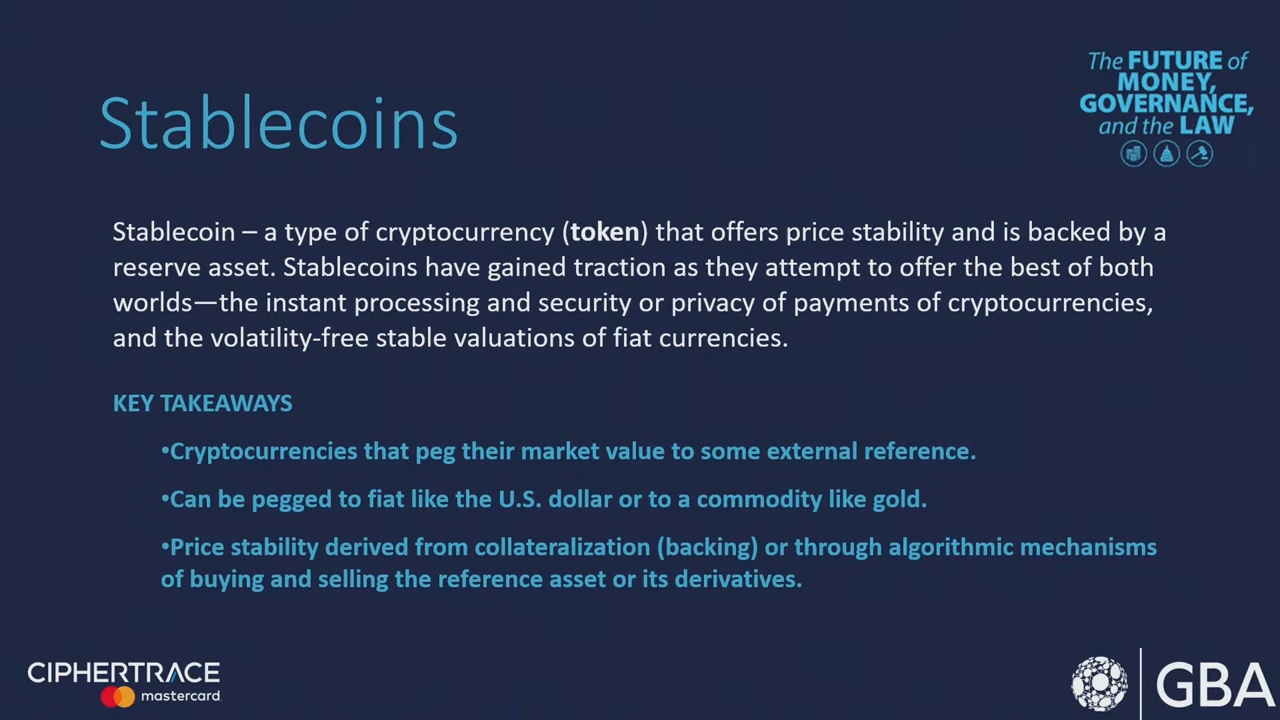 The FUTURE of
MONEY,
GOVERNANCE,
and the LAW
Stablecoins
Stablecoin – a type of cryptocurrency (token) that offers price stability and is backed by a
reserve asset. Stablecoins have gained traction as they attempt to offer the best of both
worlds—the instant processing and security or privacy of payments of cryptocurrencies,
and the volatility-free stable valuations of fiat currencies.
KEY TAKEAWAYS
•Cryptocurrencies that peg their market value to some external reference.
•Can be pegged to fiat like the U.S. dollar or to a commodity like gold.
•Price stability derived from collateralization (backing) or through algorithmic mechanisms
of buying and selling the reference asset or its derivatives.
CIPHERTRACE
mastercard
GBA